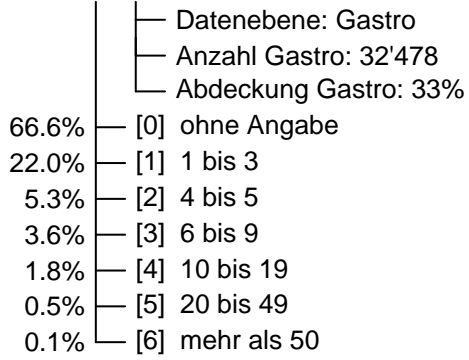 Datenebene: Gastro
Anzahl Gastro: 32'478
Abdeckung Gastro: 33%
66.6% [0] ohne Angabe
22.0% [1] 1 bis 3
5.3% [2] 4 bis 5
3.6% [3] 6 bis 9
1.8% [4] 10 bis 19
0.5% [5] 20 bis 49
0.1% [6] mehr als 50